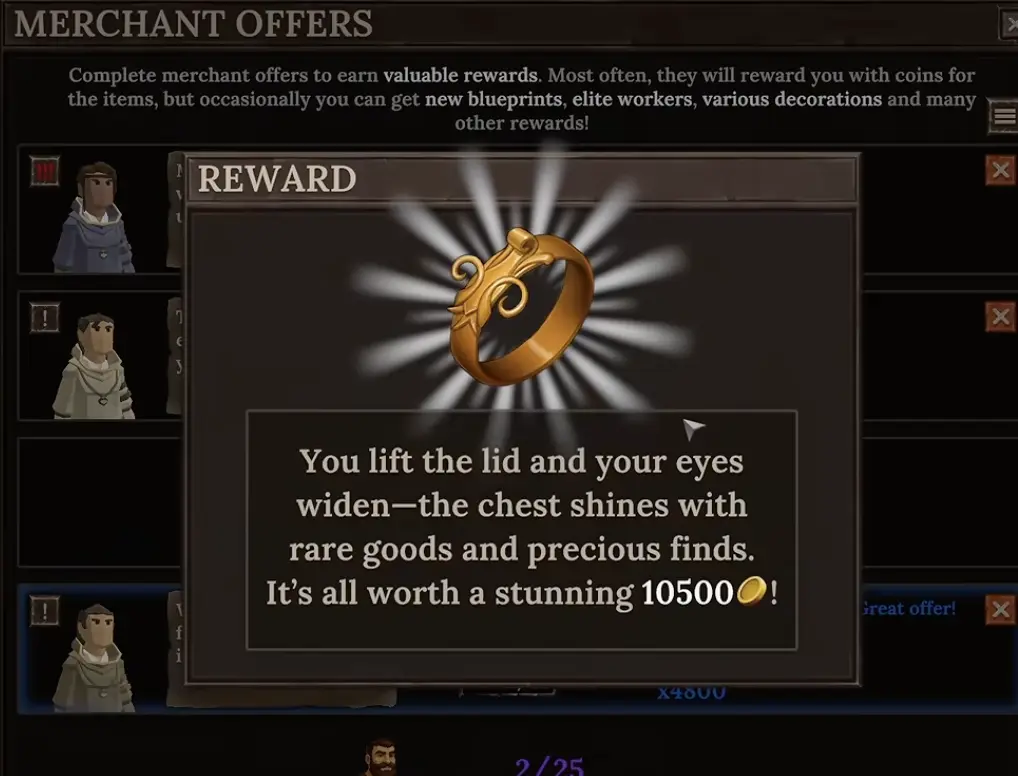 MERCHANT OFFERS
Complete merchant offers to earn valuable rewards. Most often, they will reward you with coins for
the items, but occasionally you can get new blueprints, elite workers, various decorations and many
other rewards!
REWARD
You lift the lid and your eyes
widen—the chest shines with
rare goods and precious finds.
It's all worth a stunning 10500!
Great offer!
x4800
2/25